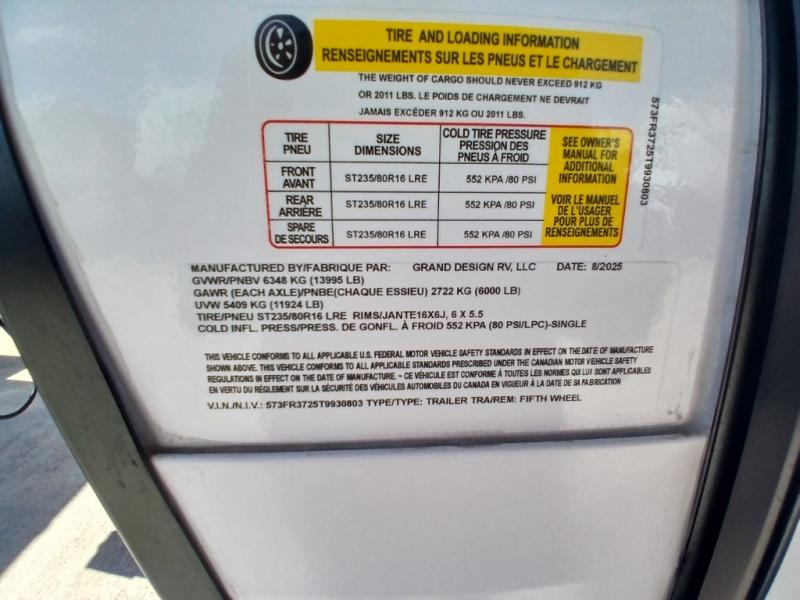 TIRE AND LOADING INFORMATION
RENSEIGNEMENTS SUR LES PNEUS ET LE CHARGEMENT
THE WEIGHT OF CARGO SHOULD NEVER EXCEED 912 KG
OR 2011 LBS. LE POIDS DE CHARGEMENT NE DEVRAIT
JAMAIS EXCÉDER 912 KG OU 2011 LBS.
TIRE PNEU SIZE DIMENSIONS COLD TIRE PRESSURE PRESSION DES PNEUS À FROID
FRONT AVANT ST235/80R16 LRE 552 KPA /80 PSI
REAR ARRIÈRE ST235/80R16 LRE 552 KPA /80 PSI
SPARE DE SECOURS ST235/80R16 LRE 552 KPA /80 PSI
SEE OWNER'S
MANUAL FOR
ADDITIONAL
INFORMATION
VOIR LE MANUEL
DE L'USAGER
POUR PLUS DE
RENSEIGNEMENTS
573FR3725T9930803
MANUFACTURED BY/FABRIQUE PAR: GRAND DESIGN RV, LLC DATE: 8/2025
GVWR/PNBV 6348 KG (13995 LB)
GAWR (EACH AXLE)/PNBE(CHAQUE ESSIEU) 2722 KG (6000 LB)
UVW 5409 KG (11924 LB)
TIRE/PNEU ST235/80R16 LRE RIMS/JANTE16X6J, 6 X 5.5
COLD INFL. PRESS/PRESS. DE GONFL. À FROID 552 KPA (80 PSI/LPC)-SINGLE
THIS VEHICLE CONFORMS TO ALL APPLICABLE U.S. FEDERAL MOTOR VEHICLE SAFETY STANDARDS IN EFFECT ON THE DATE OF MANUFACTURE
SHOWN ABOVE. THIS VEHICLE CONFORMS TO ALL APPLICABLE STANDARDS PRESCRIBED UNDER THE CANADIAN MOTOR VEHICLE SAFETY
REGULATIONS IN EFFECT ON THE DATE OF MANUFACTURE. ~ CE VÉHICULE EST CONFORME À TOUTES LES NORMES QUI LUI SONT APPLICABLES
EN VERTU DU RÉGLEMENT SUR LA SÉCURITÉ DES VÉHICULES AUTOMOBILES DU CANADA EN VIGUEUR À LA DATE DE SA FABRICATION
V.I.N./N.I.V.: 573FR3725T9930803 TYPE/TYPE: TRAILER TRA/REM: FIFTH WHEEL